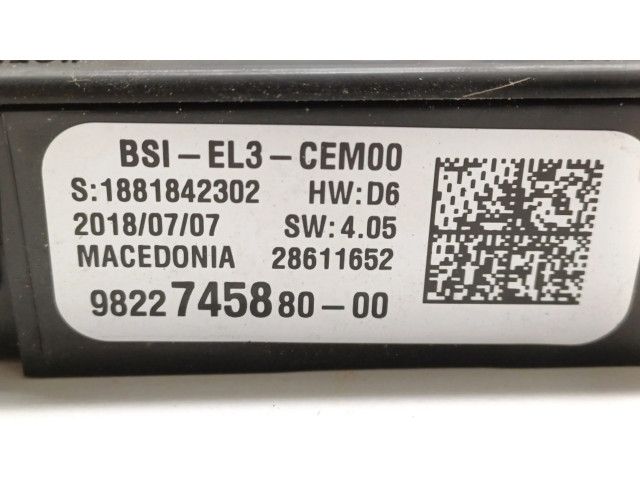 BSI-EL3-CEM00
S:1881842302 HW:D6
2018/07/07 SW:4.05
MACEDONIA 28611652
9822745880-00